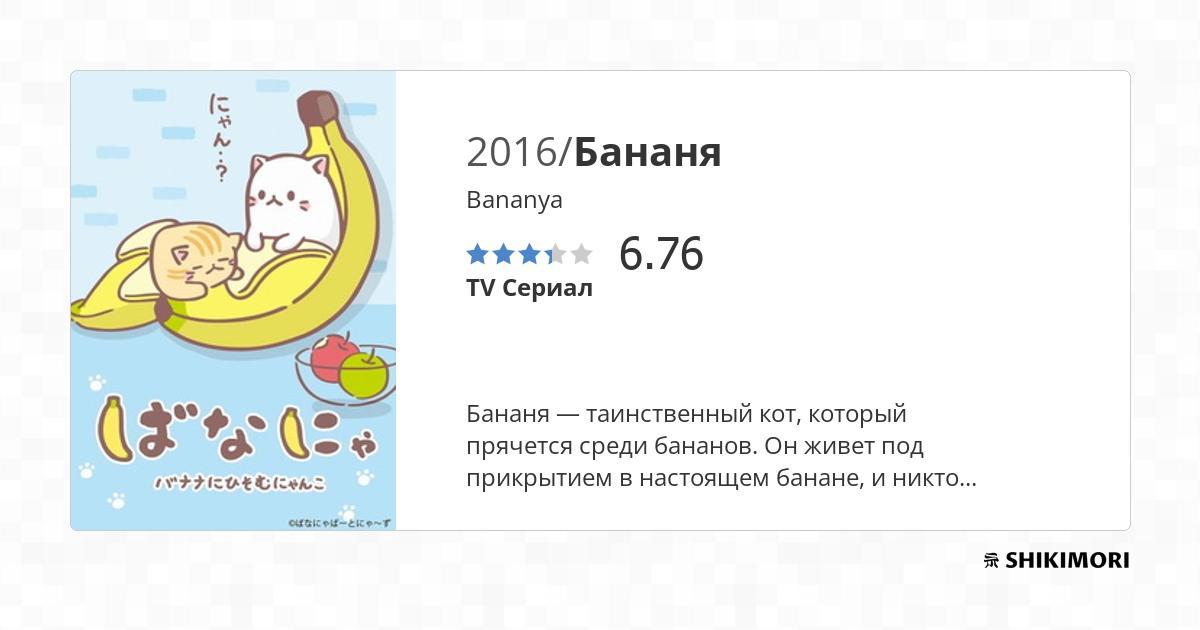 にゃん…?
ばなにゃ
バナナにひそむにゃんこ
©ばなにゃばーとにゃ〜ず
2016/Бананя
Bananya
6.76
TV Сериал
Бананя — таинственный кот, который
прячется среди бананов. Он живет под
прикрытием в настоящем банане, и никто...
SHIKIMORI